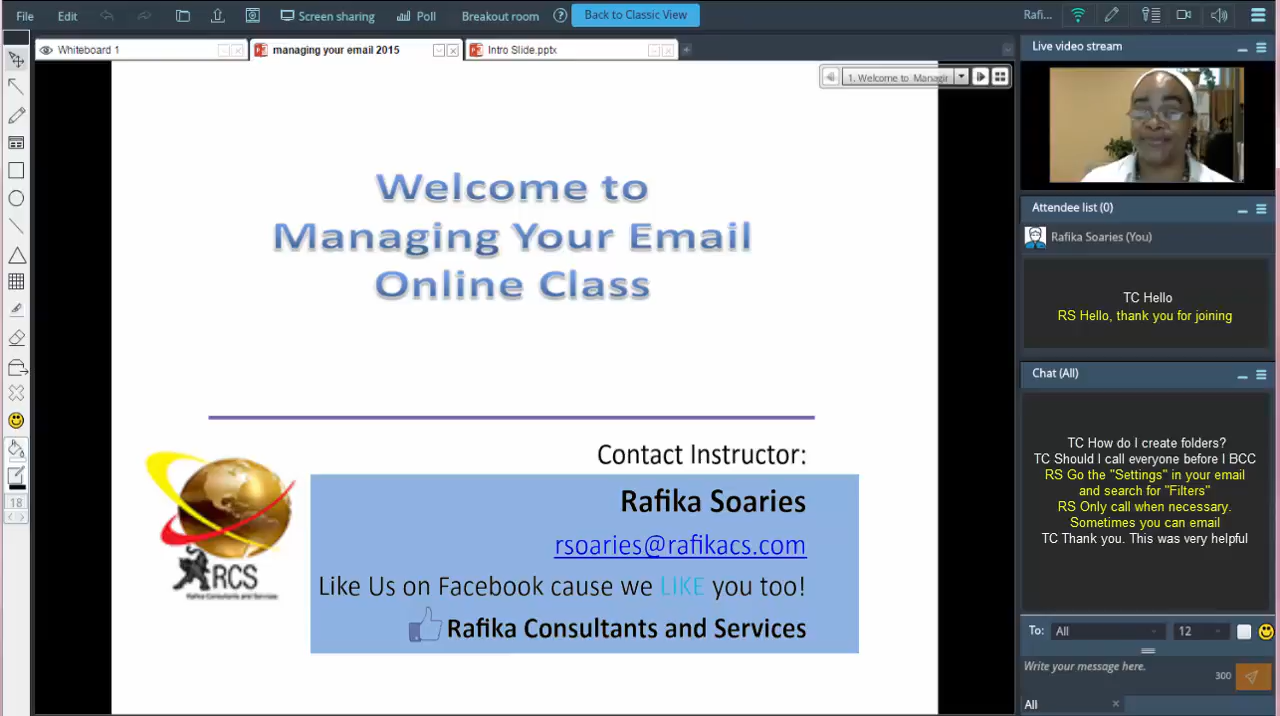 File Edit Screen sharing Poll Breakout room ? Back to Classic View Rafi...
Whiteboard 1 managing your email 2015 Intro Slide.pptx
1. Welcome to Managir
Welcome to
Managing Your Email
Online Class
Contact Instructor:
Rafika Soaries
rsoaries@rafikacs.com
Like Us on Facebook cause we LIKE you too!
Rafika Consultants and Services
RCS
Rafika Consultants and Services
18
Live video stream
Attendee list (0)
Rafika Soaries (You)
TC Hello
RS Hello, thank you for joining
Chat (All)
TC How do I create folders?
TC Should I call everyone before I BCC
RS Go the "Settings" in your email
and search for "Filters"
RS Only call when necessary.
Sometimes you can email
TC Thank you. This was very helpful
To: All 12
Write your message here.
300
All